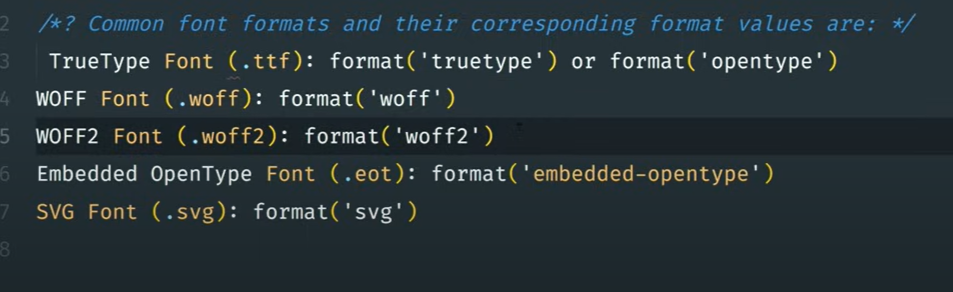 2 /*? Common font formats and their corresponding format values are: */
3 TrueType Font (.ttf): format('truetype') or format('opentype')
4 WOFF Font (.woff): format('woff')
5 WOFF2 Font (.woff2): format('woff2')
6 Embedded OpenType Font (.eot): format('embedded-opentype')
7 SVG Font (.svg): format('svg')
8